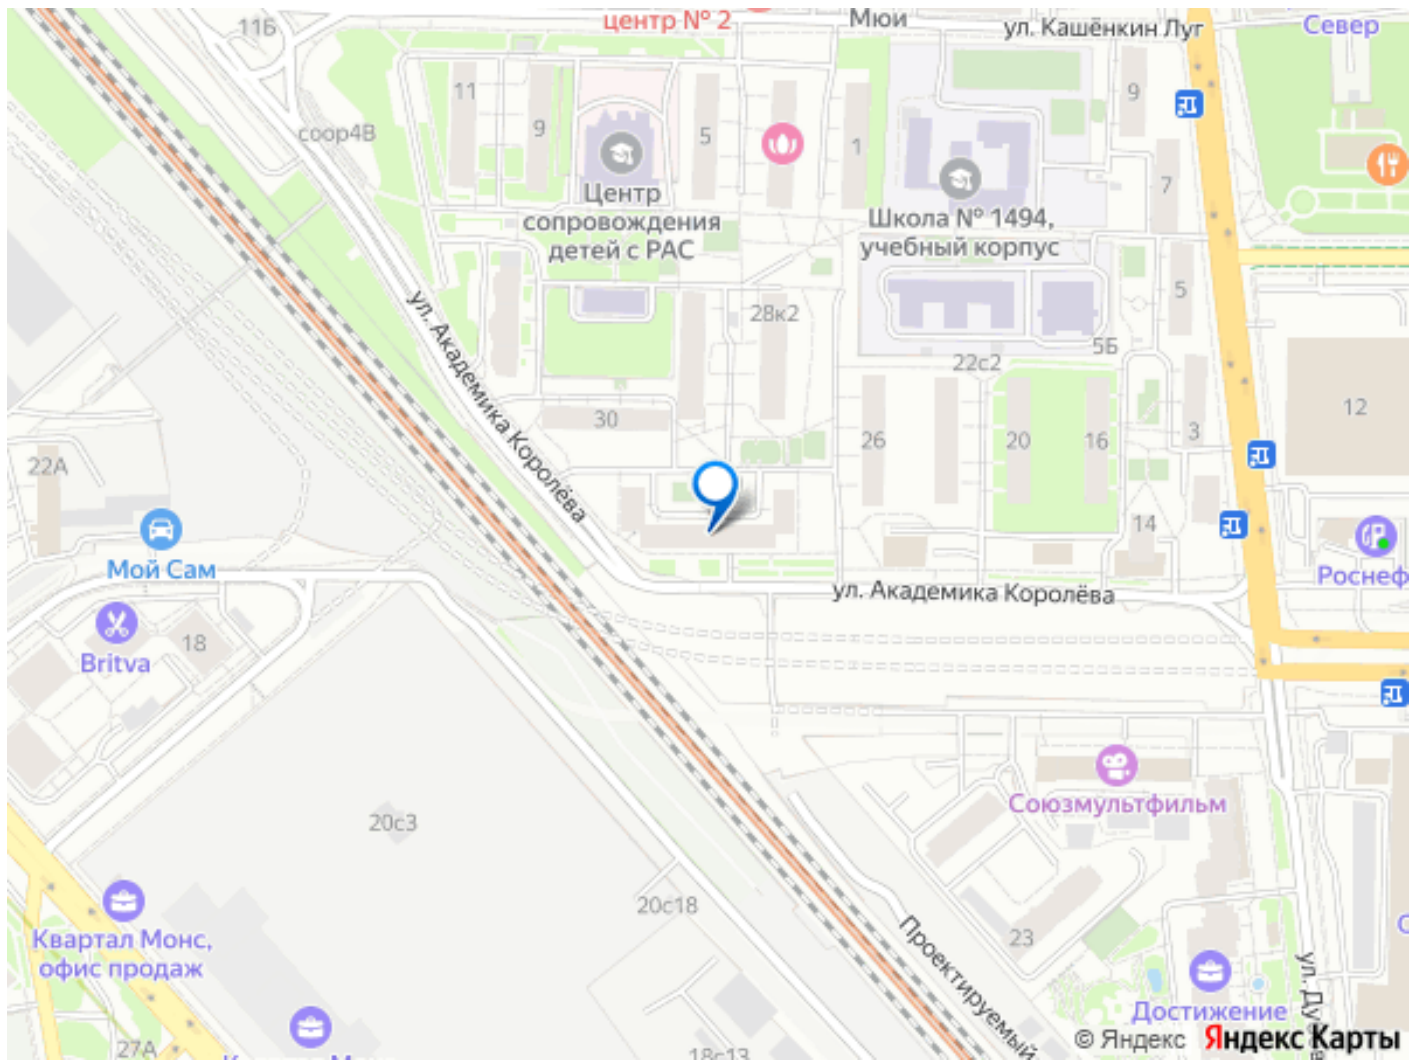 11Б
центр № 2
Мюи
ул. Кашёнкин Луг
Север
11
9
5
1
9
7
соор4В
Центр
сопровождения
детей с РАС
Школа № 1494,
учебный корпус
5
28к2
5Б
22с2
ул. Академика Королёва
30
26
20
16
3
12
22А
14
Мой Сам
Роснеф
ул. Академика Королёва
Britva
18
Союзмультфильм
20с3
20с18
23
Квартал Монс,
офис продаж
Проектируемый
Достижение
27А
18с13
© Яндекс Яндекс Карты